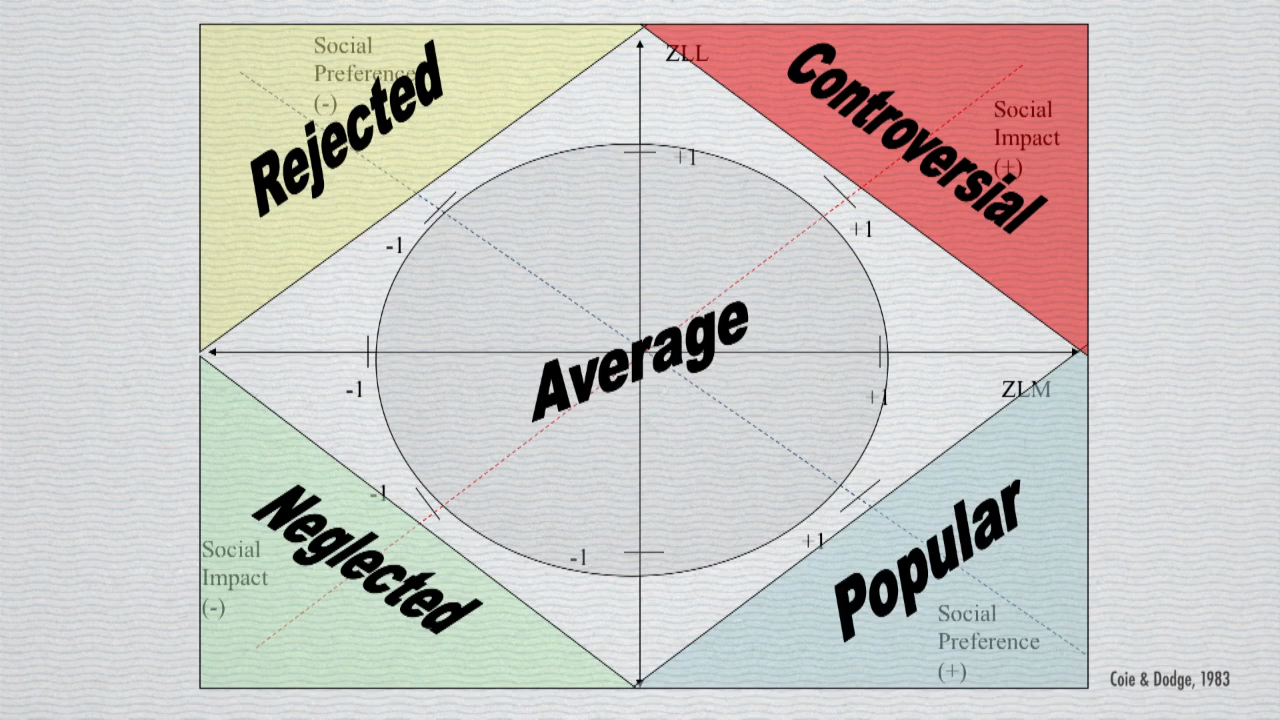 Social
Preference
(-)
Rejected
ZLL
Controversial
Social
Impact
(+)
+1
-1
+1
Average
-1
+1
ZLM
-1
Neglected
Social
Impact
(-)
-1
+1
Popular
Social
Preference
(+)
Coie & Dodge, 1983